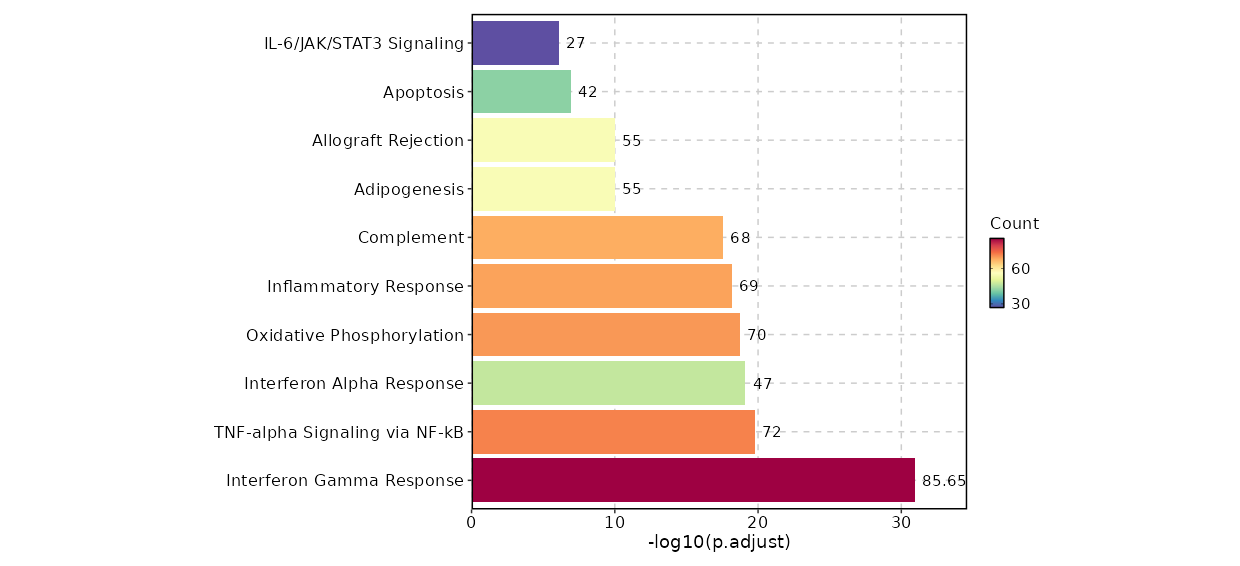 IL-6/JAK/STAT3 Signaling 27
Apoptosis 42
Allograft Rejection 55
Adipogenesis 55
Complement 68
Inflammatory Response 69
Oxidative Phosphorylation 70
Interferon Alpha Response 47
TNF-alpha Signaling via NF-kB 72
Interferon Gamma Response 85.65
0 10 20 30
-log10(p.adjust)
Count
60
30